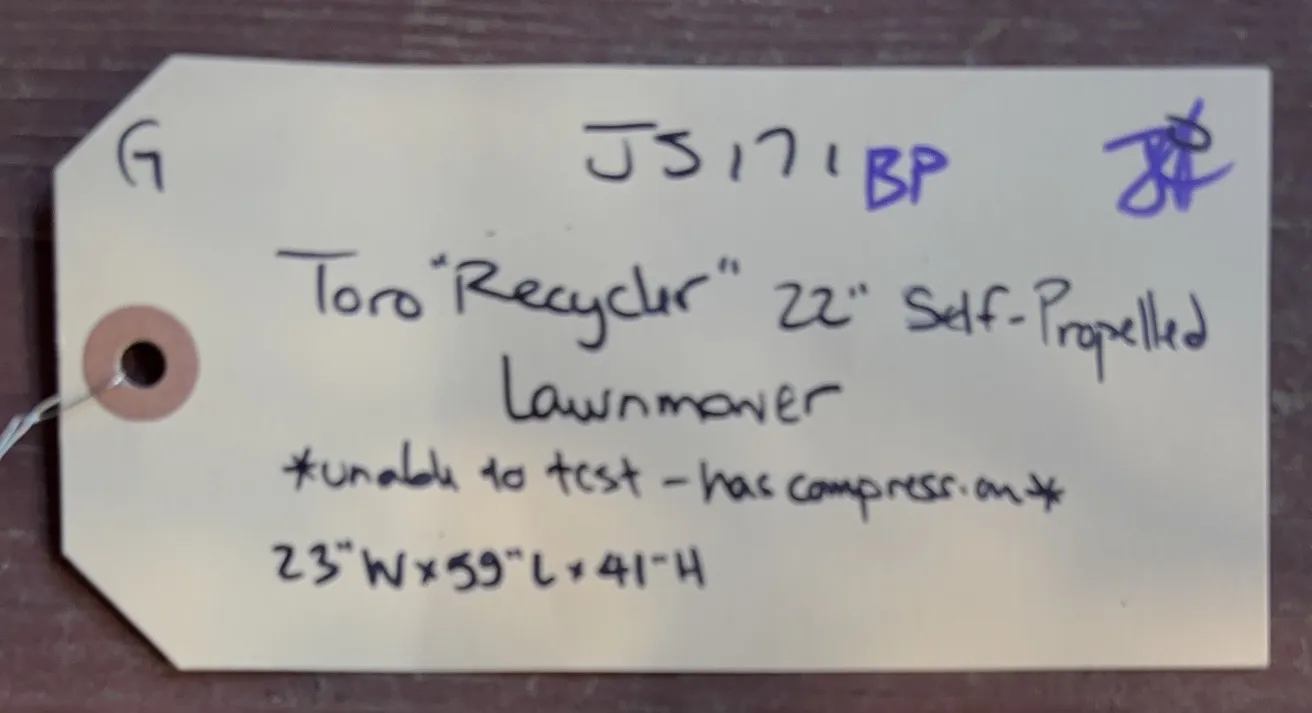 G JS171 BP
Toro "Recycler" 22" Self-Propelled
Lawnmower
*unable to test - has compression*
23"W x 59"L x 41"H